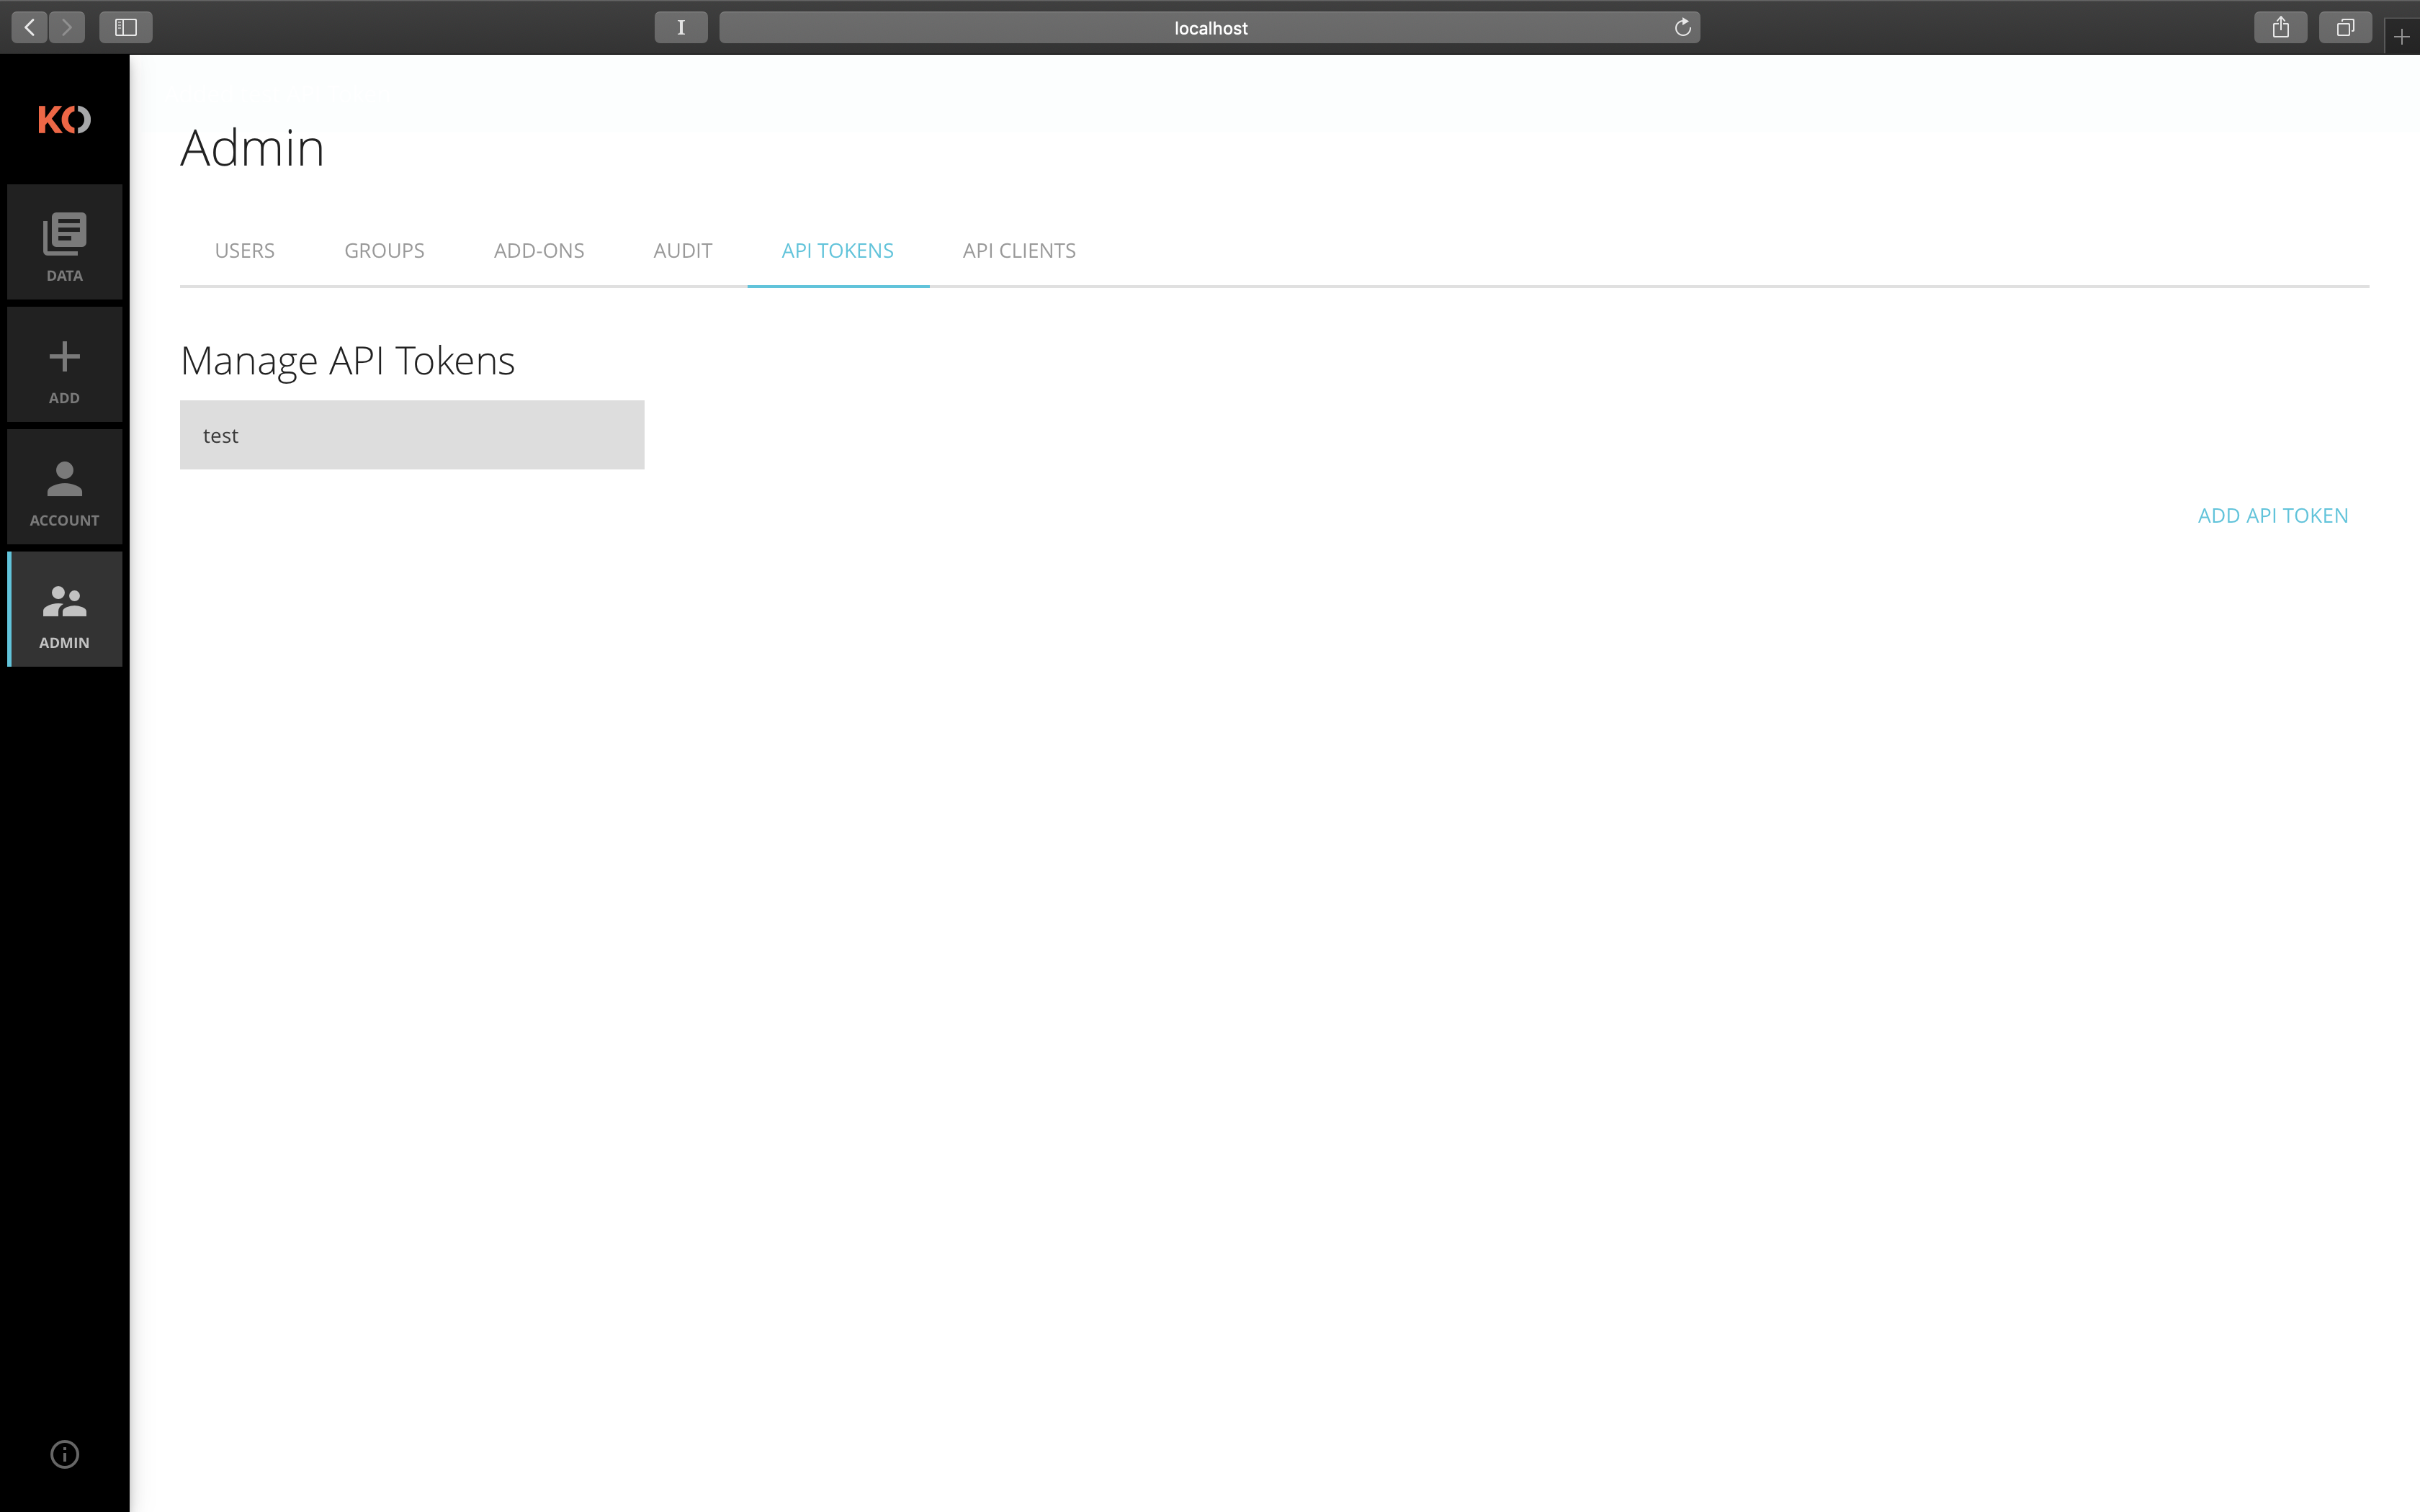 localhost
KO
Admin
DATA
USERS GROUPS ADD-ONS AUDIT API TOKENS API CLIENTS
Manage API Tokens
ADD
test
ACCOUNT
ADD API TOKEN
ADMIN